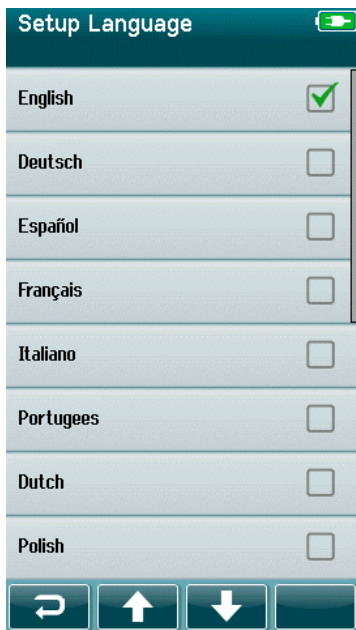 Setup Language
English
Deutsch
Español
Français
Italiano
Portugees
Dutch
Polish